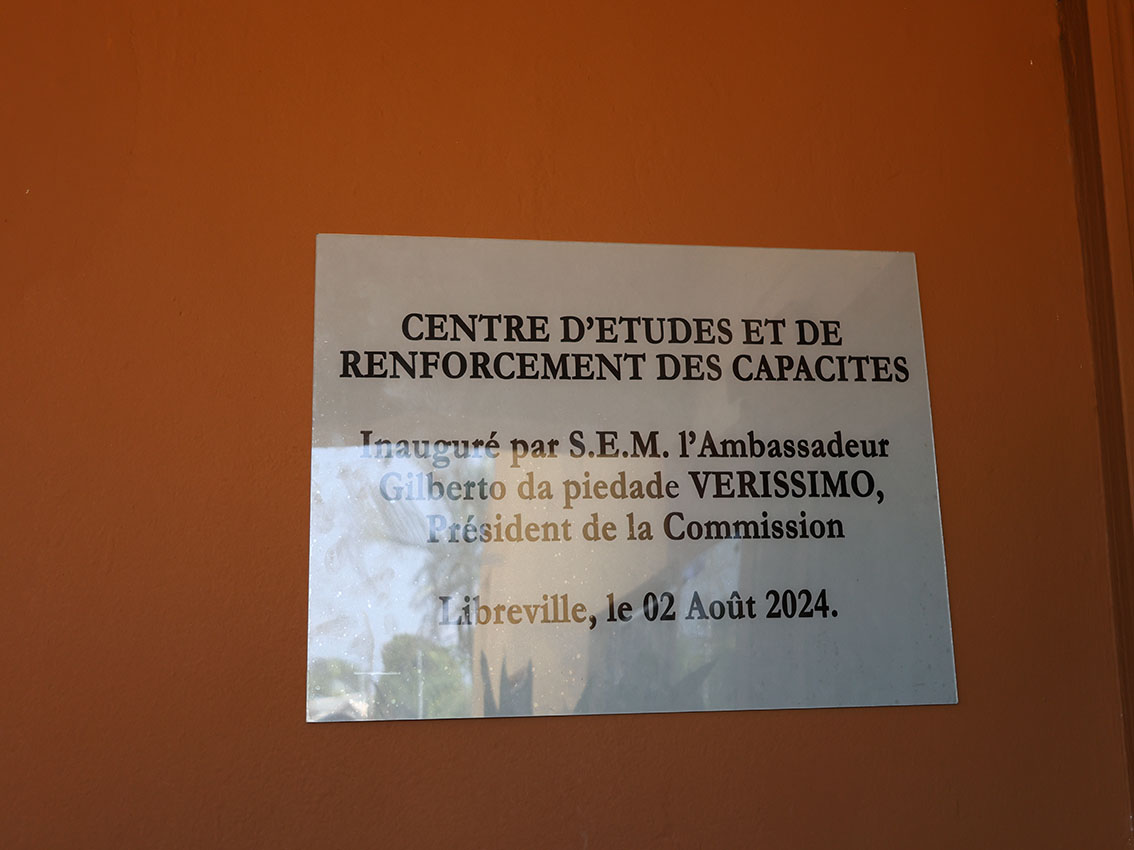 CENTRE D'ETUDES ET DE
RENFORCEMENT DES CAPACITES
Inauguré par S.E.M. l'Ambassadeur
Gilberto da piedade VERISSIMO,
Président de la Commission
Libreville, le 02 Août 2024.